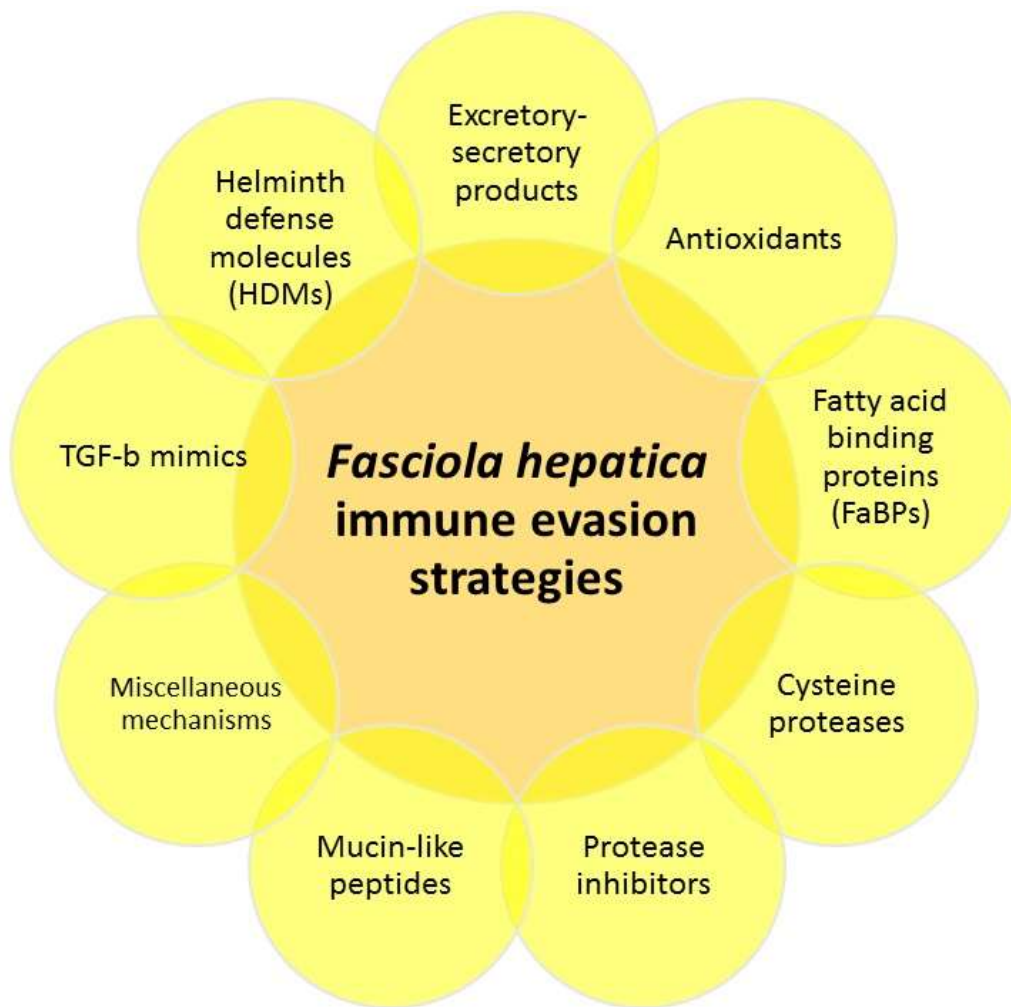 Excretory-
secretory
products
Antioxidants
Fatty acid
binding
proteins
(FaBPs)
Cysteine
proteases
Protease
inhibitors
Mucin-like
peptides
Miscellaneous
mechanisms
TGF-b mimics
Helminth
defense
molecules
(HDMs)
Fasciola hepatica
immune evasion
strategies